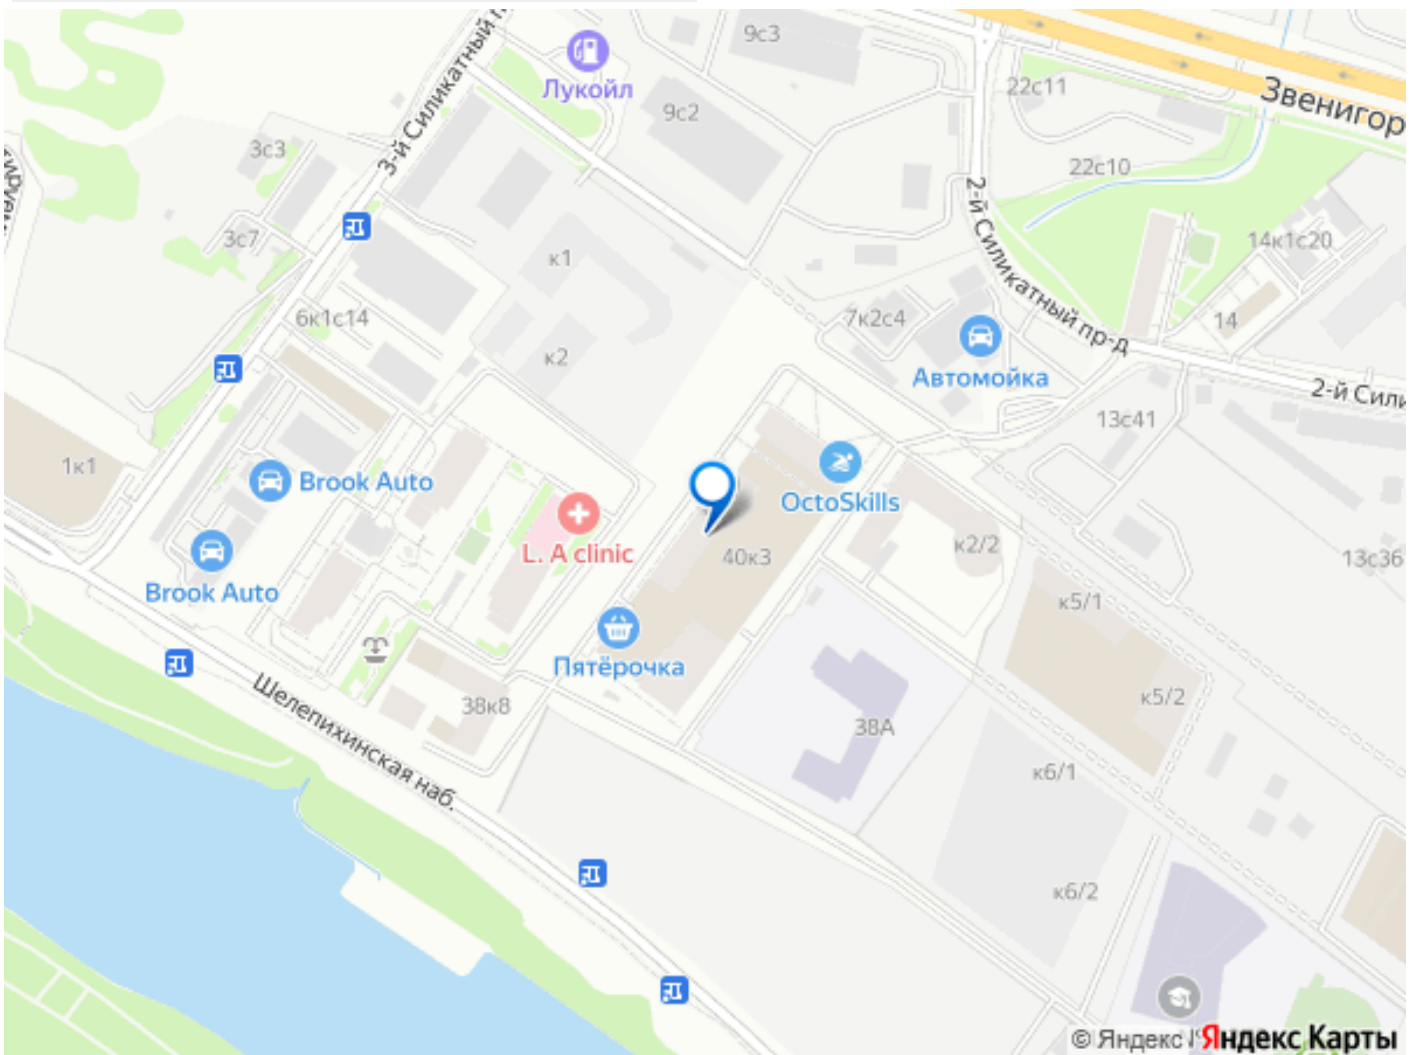 9с3
Лукойл
22с11
Звенигор
9с2
3-й Силикатный п
3с3
22с10
2-й Силикатный пр-д
3с7
14к1с20
к1
6к1с14
7к2с4
14
к2
Автомойка
2-й Сили
13с41
1к1
Brook Auto
OctoSkills
L. A clinic
40к3
к2/2
13с36
Brook Auto
к5/1
Пятёрочка
Шелепихинская наб.
38к8
к5/2
38А
к6/1
к6/2
© Яндекс
Яндекс Карты